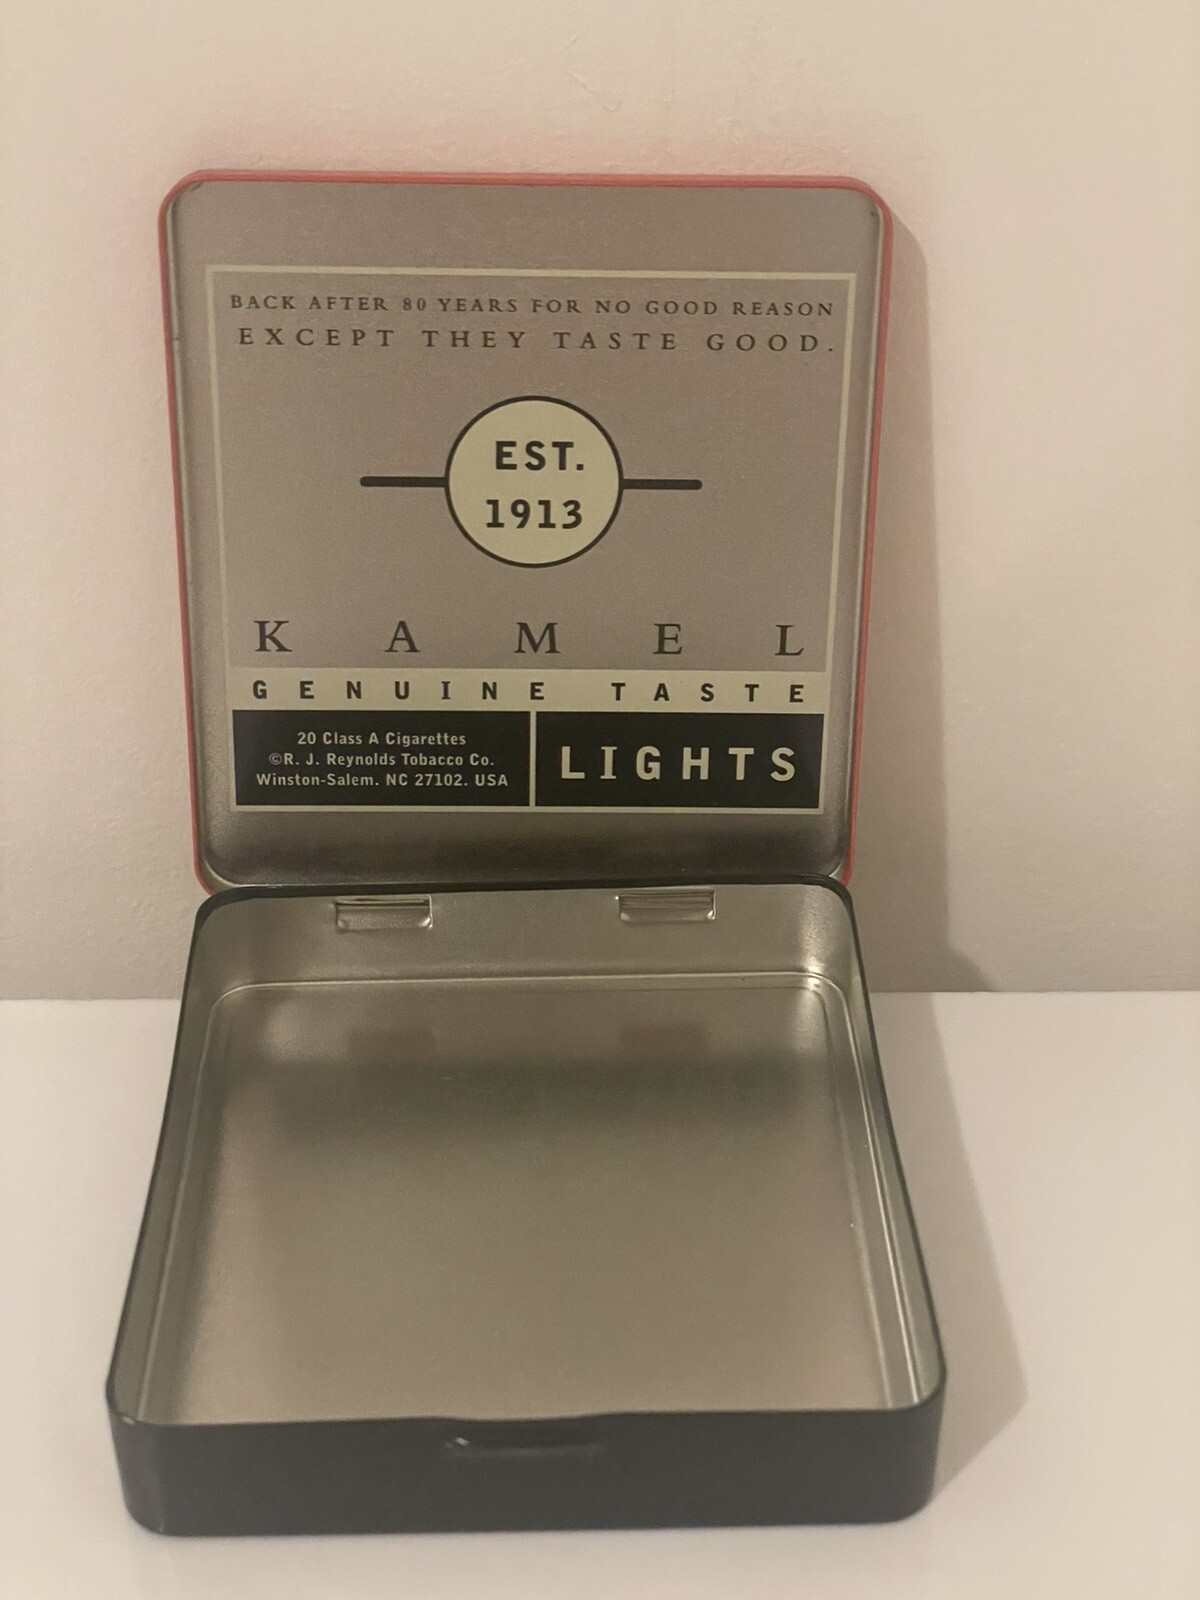 BACK AFTER 80 YEARS FOR NO GOOD REASON
EXCEPT THEY TASTE GOOD.
EST.
1913
KAMEL
GENUINE TASTE
20 Class A Cigarettes
©R. J. Reynolds Tobacco Co.
Winston-Salem. NC 27102. USA
LIGHTS